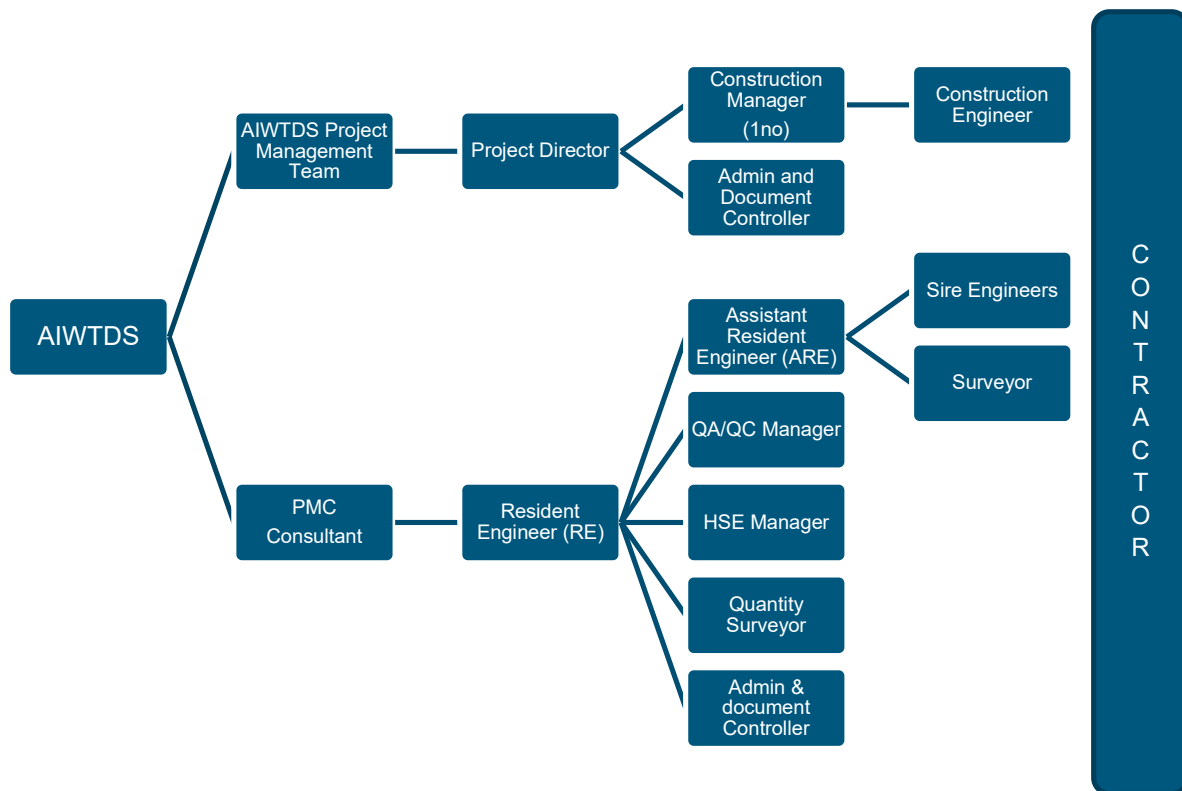 AIWTDS
AIWTDS Project
Management
Team
Project Director
Construction
Manager
(1no)
Construction
Engineer
Admin and
Document
Controller
PMC
Consultant
Resident
Engineer (RE)
Assistant
Resident
Engineer (ARE)
Sire Engineers
Surveyor
QA/QC Manager
HSE Manager
Quantity
Surveyor
Admin &
document
Controller
C
O
N
T
R
A
C
T
O
R